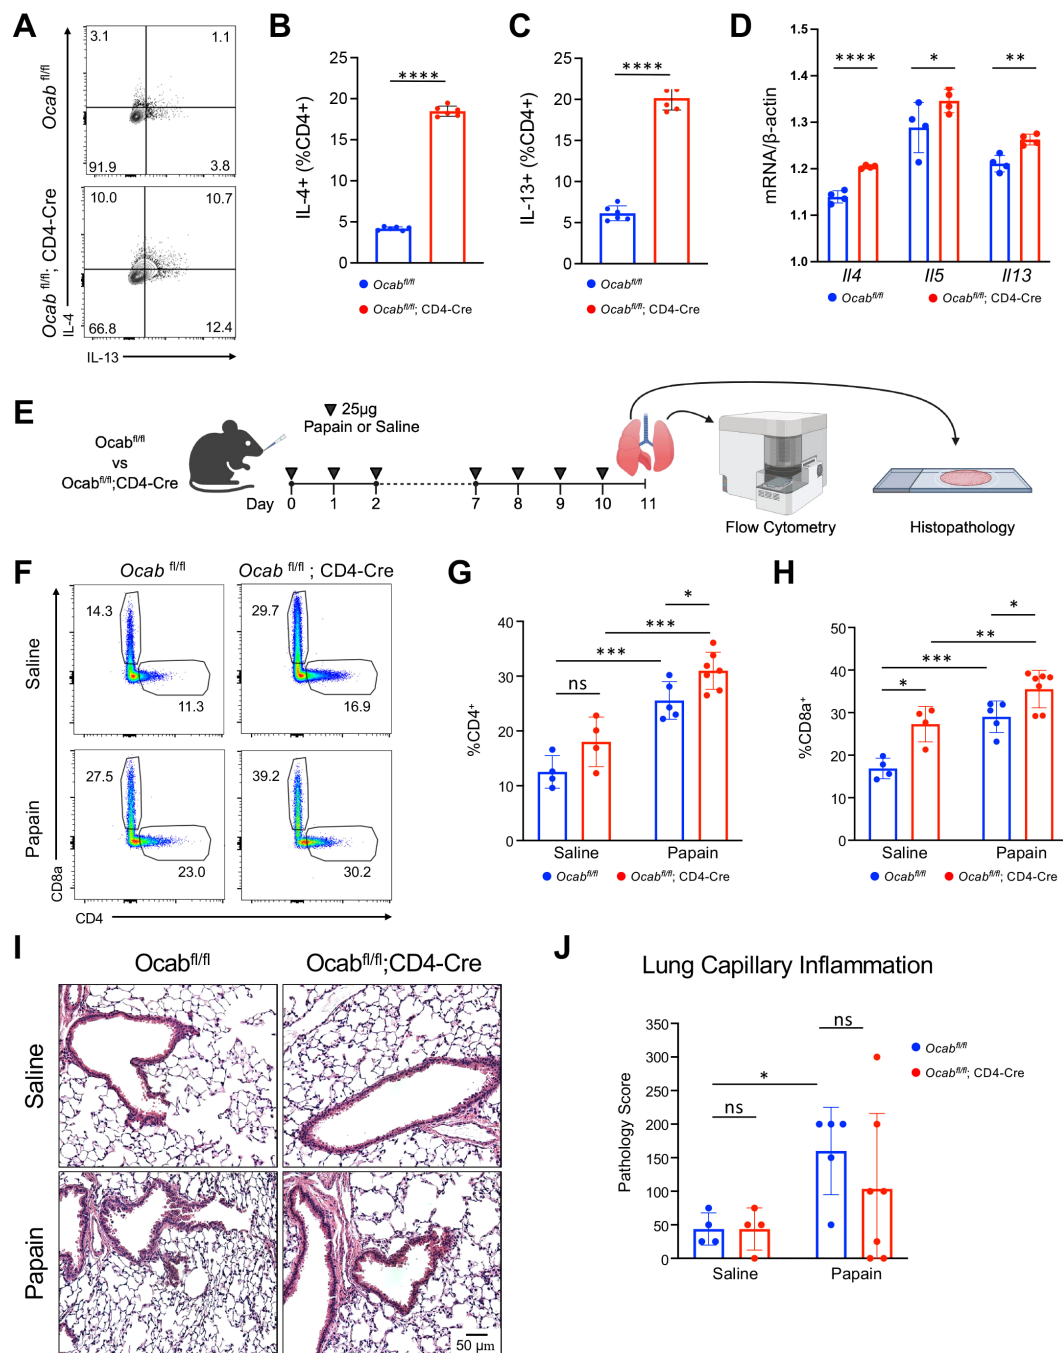 A
Ocab fl/fl
3.1
1.1
91.9
3.8
Ocab fl/fl; CD4-Cre
10.0
10.7
66.8
12.4
IL-4
IL-13
B
IL-4+ (%CD4+)
25
20
15
10
5
0
****
Ocabfl/fl
Ocabfl/fl; CD4-Cre
C
IL-13+ (%CD4+)
25
20
15
10
5
0
****
Ocabfl/fl
Ocabfl/fl; CD4-Cre
D
mRNA/β-actin
1.5
1.4
1.3
1.2
1.1
1.0
****
*
**
Il4
Il5
Il13
Ocabfl/fl
Ocabfl/fl; CD4-Cre
E
Ocabfl/fl
vs
Ocabfl/fl;CD4-Cre
25µg
Papain or Saline
Day
0
1
2
7
8
9
10
11
Flow Cytometry
Histopathology
F
Ocab fl/fl
Ocab fl/fl ; CD4-Cre
Saline
14.3
11.3
29.7
16.9
Papain
27.5
23.0
39.2
30.2
CD8a
CD4
G
%CD4+
40
30
20
10
0
ns
***
***
*
Saline
Papain
Ocabfl/fl
Ocabfl/fl; CD4-Cre
H
%CD8a+
50
40
30
20
10
0
*
***
**
*
Saline
Papain
Ocabfl/fl
Ocabfl/fl; CD4-Cre
I
Ocabfl/fl
Ocabfl/fl;CD4-Cre
Saline
Papain
50 µm
J
Lung Capillary Inflammation
Pathology Score
350
300
250
200
150
100
50
0
ns
*
ns
Saline
Papain
Ocabfl/fl
Ocabfl/fl; CD4-Cre